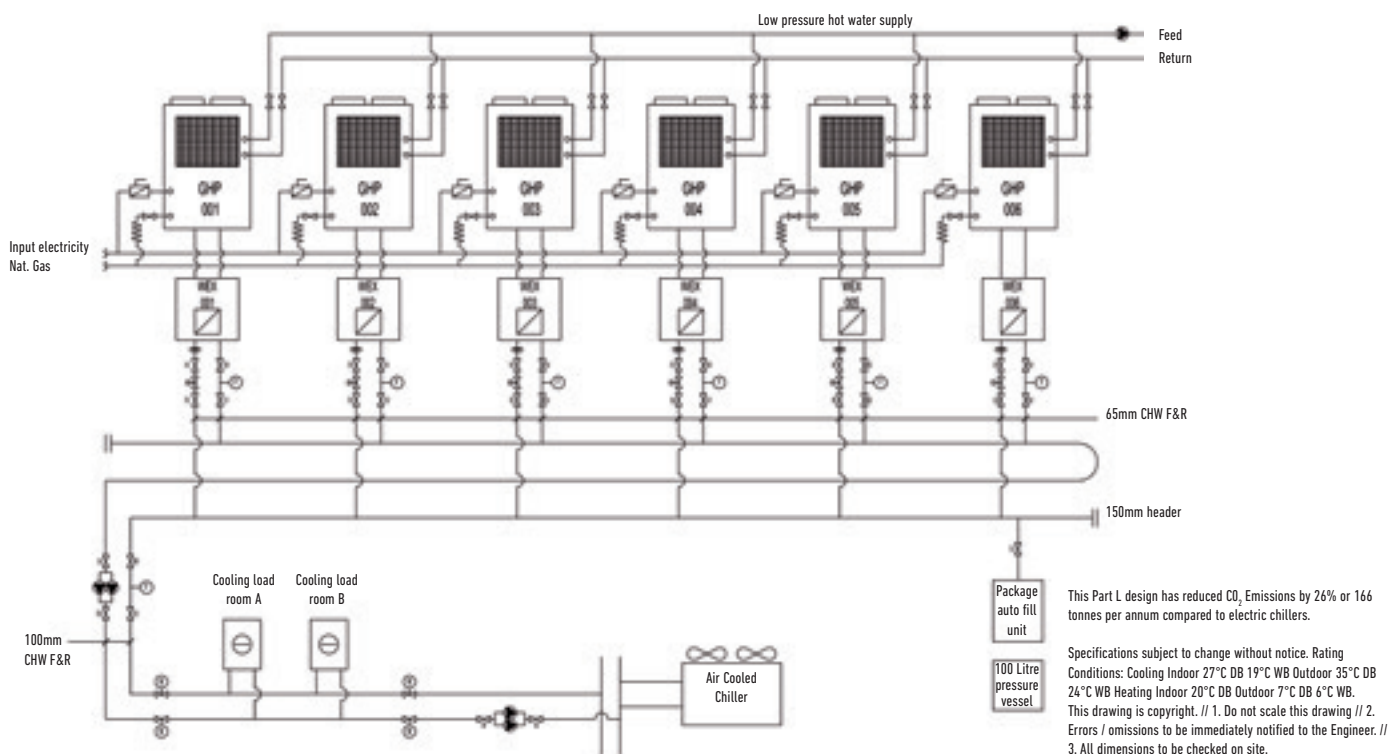 Low pressure hot water supply
Feed
Return
GHP
001
GHP
002
GHP
003
GHP
004
GHP
005
GHP
006
Input electricity
Nat. Gas
WEX
001
WEX
002
WEX
003
WEX
004
WEX
005
WEX
006
65mm CHW F&R
150mm header
Cooling load
room A
Cooling load
room B
100mm
CHW F&R
Air Cooled
Chiller
Package
auto fill
unit
100 Litre
pressure
vessel
This Part L design has reduced CO₂ Emissions by 26% or 166
tonnes per annum compared to electric chillers.
Specifications subject to change without notice. Rating
Conditions: Cooling Indoor 27°C DB 19°C WB Outdoor 35°C DB
24°C WB Heating Indoor 20°C DB Outdoor 7°C DB 6°C WB.
This drawing is copyright. // 1. Do not scale this drawing // 2.
Errors / omissions to be immediately notified to the Engineer. //
3. All dimensions to be checked on site.